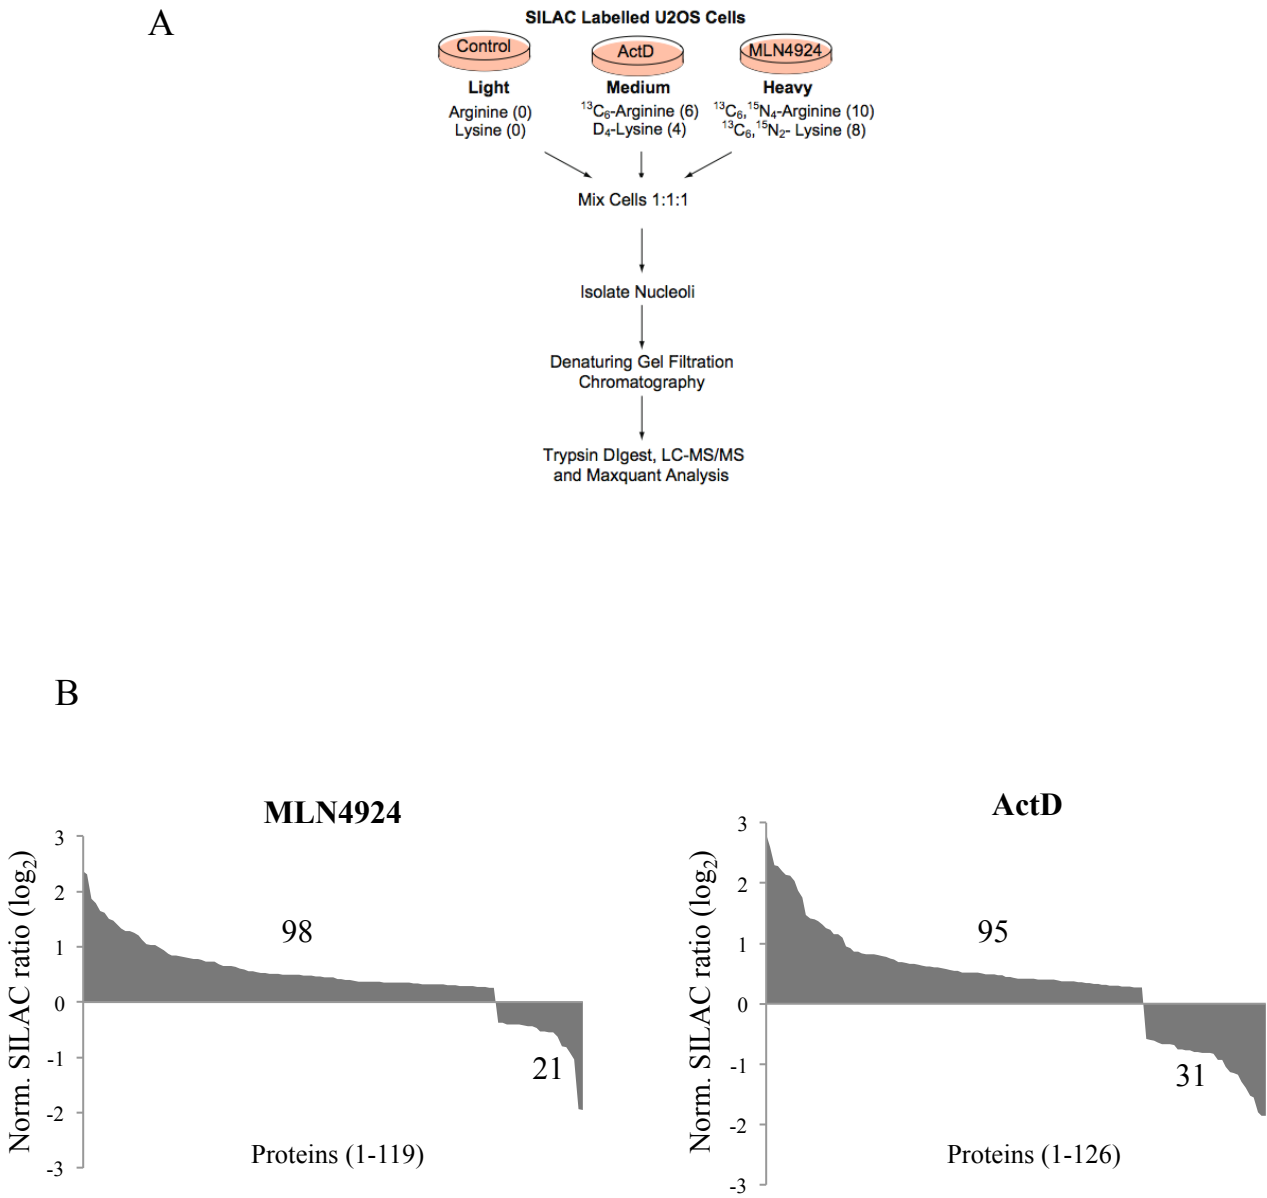 A
SILAC Labelled U2OS Cells
Control
ActD
MLN4924
Light
Medium
Heavy
Arginine (0)
¹³C₆-Arginine (6)
¹³C₆,¹⁵N₄-Arginine (10)
Lysine (0)
D₄-Lysine (4)
¹³C₆,¹⁵N₂- Lysine (8)
Mix Cells 1:1:1
Isolate Nucleoli
Denaturing Gel Filtration
Chromatography
Trypsin DIgest, LC-MS/MS
and Maxquant Analysis
B
MLN4924
Norm. SILAC ratio (log₂)
3
2
1
0
-1
-2
-3
98
21
Proteins (1-119)
ActD
Norm. SILAC ratio (log₂)
3
2
1
0
-1
-2
-3
95
31
Proteins (1-126)